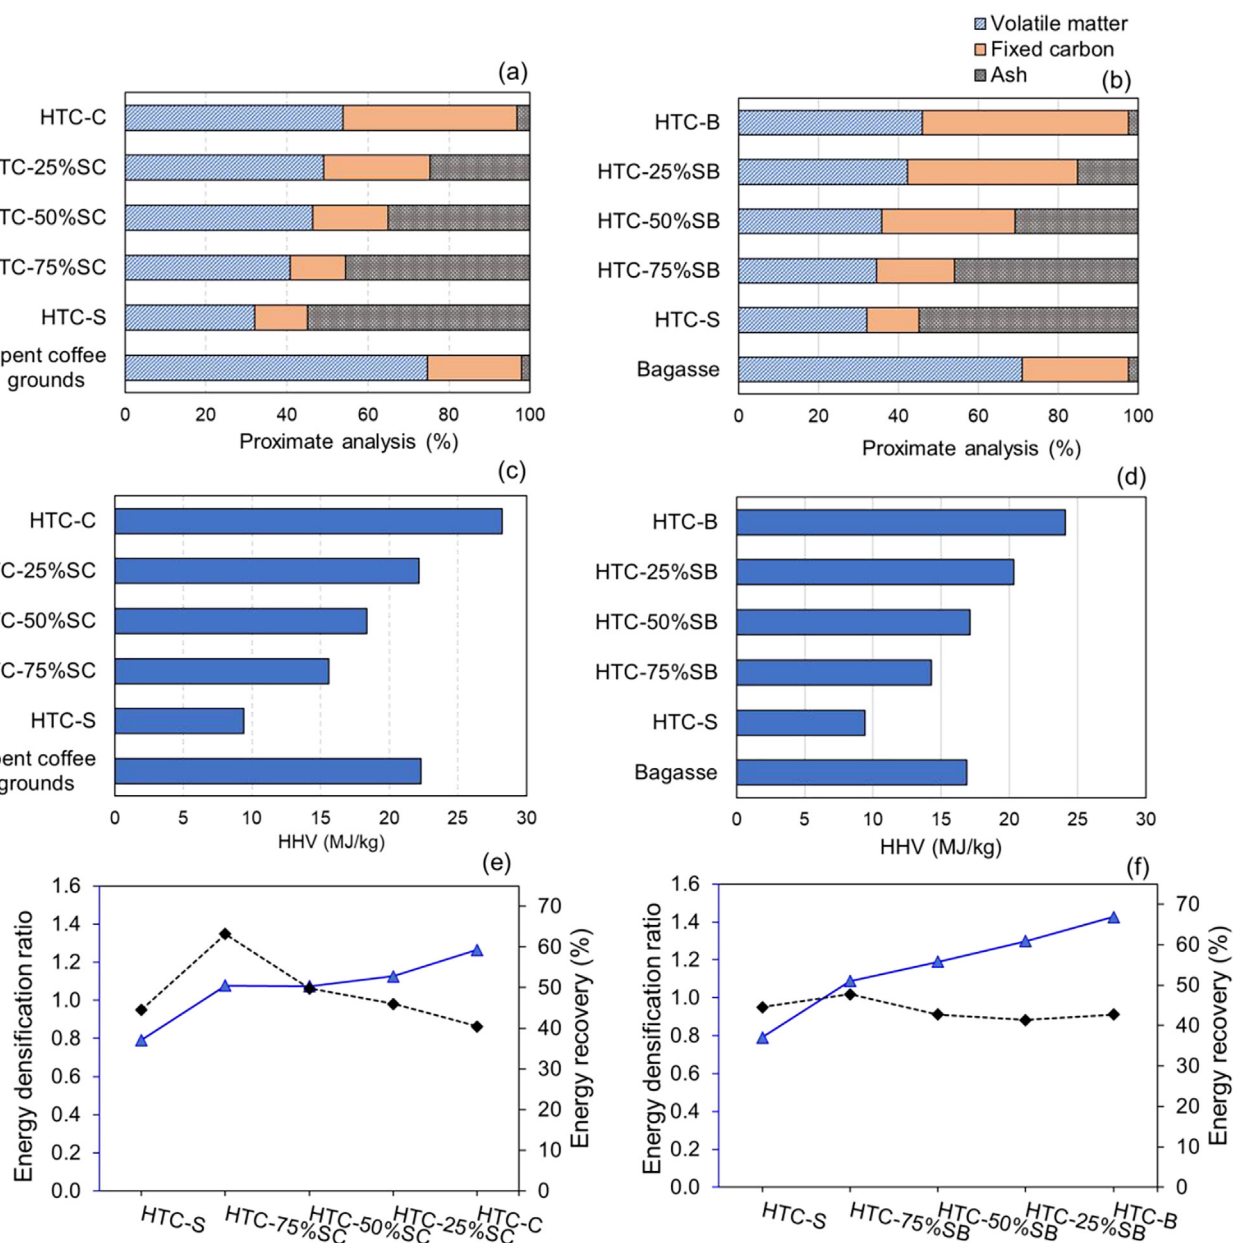 Volatile matter
Fixed carbon
Ash
(a)
HTC-C
TC-25%SC
TC-50%SC
TC-75%SC
HTC-S
pent coffee
grounds
0 20 40 60 80 100
Proximate analysis (%)
(b)
HTC-B
HTC-25%SB
HTC-50%SB
HTC-75%SB
HTC-S
Bagasse
0 20 40 60 80 100
Proximate analysis (%)
(c)
HTC-C
TC-25%SC
TC-50%SC
TC-75%SC
HTC-S
pent coffee
grounds
0 5 10 15 20 25 30
HHV (MJ/kg)
(d)
HTC-B
HTC-25%SB
HTC-50%SB
HTC-75%SB
HTC-S
Bagasse
0 5 10 15 20 25 30
HHV (MJ/kg)
(e)
Energy densification ratio
1.6
1.4
1.2
1.0
0.8
0.6
0.4
0.2
0.0
70
60
50
40
30
20
10
0
Energy recovery (%)
HTC-S
HTC-75%SC
HTC-50%SC
HTC-25%SC
HTC-C
(f)
Energy densification ratio
1.6
1.4
1.2
1.0
0.8
0.6
0.4
0.2
0.0
70
60
50
40
30
20
10
0
Energy recovery (%)
HTC-S
HTC-75%SB
HTC-50%SB
HTC-25%SB
HTC-B